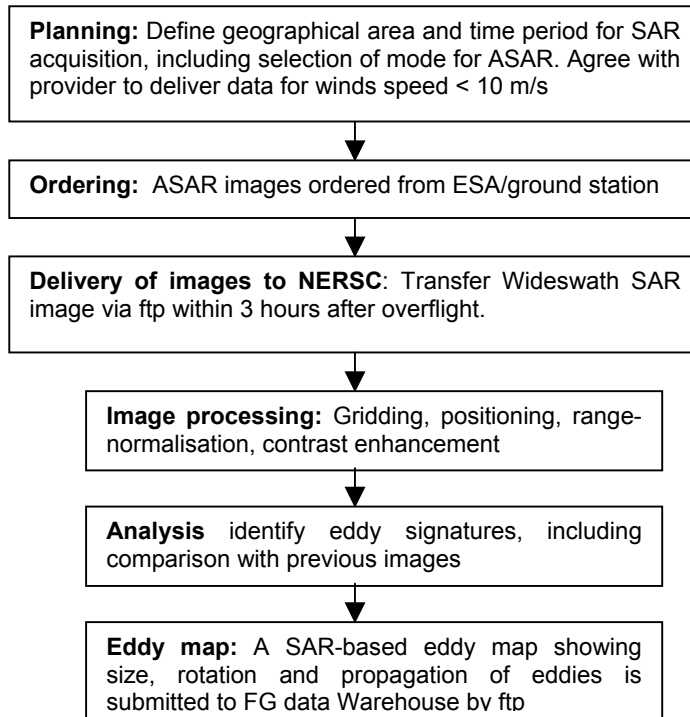 Planning: Define geographical area and time period for SAR
acquisition, including selection of mode for ASAR. Agree with
provider to deliver data for winds speed < 10 m/s
Ordering: ASAR images ordered from ESA/ground station
Delivery of images to NERSC: Transfer Wideswath SAR
image via ftp within 3 hours after overflight.
Image processing: Gridding, positioning, range-
normalisation, contrast enhancement
Analysis identify eddy signatures, including
comparison with previous images
Eddy map: A SAR-based eddy map showing
size, rotation and propagation of eddies is
submitted to FG data Warehouse by ftp